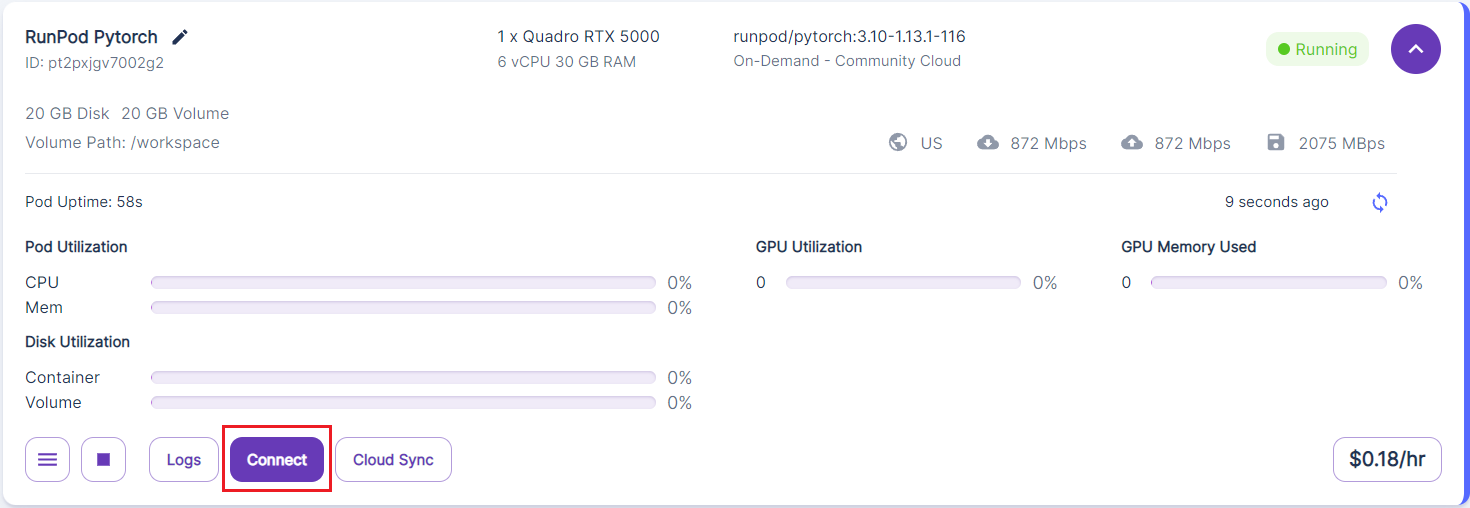 RunPod Pytorch
ID: pt2pxjgv7002g2
1 x Quadro RTX 5000
6 vCPU 30 GB RAM
runpod/pytorch:3.10-1.13.1-116
On-Demand - Community Cloud
Running
20 GB Disk 20 GB Volume
Volume Path: /workspace
US 872 Mbps 872 Mbps 2075 MBps
Pod Uptime: 58s
9 seconds ago
Pod Utilization
CPU 0%
Mem 0%
GPU Utilization
0 0%
GPU Memory Used
0 0%
Disk Utilization
Container 0%
Volume 0%
Logs Connect Cloud Sync $0.18/hr